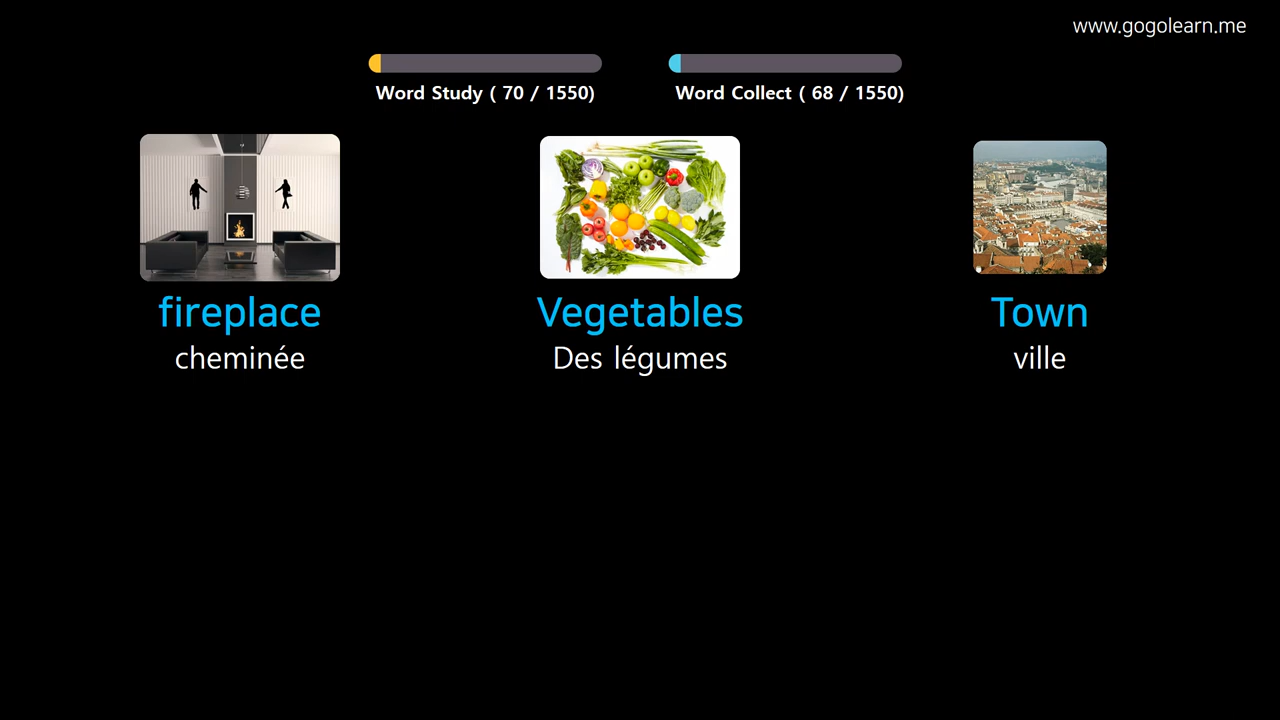 www.gogolearn.me
Word Study ( 70 / 1550)
Word Collect ( 68 / 1550)
fireplace
cheminée
Vegetables
Des légumes
Town
ville